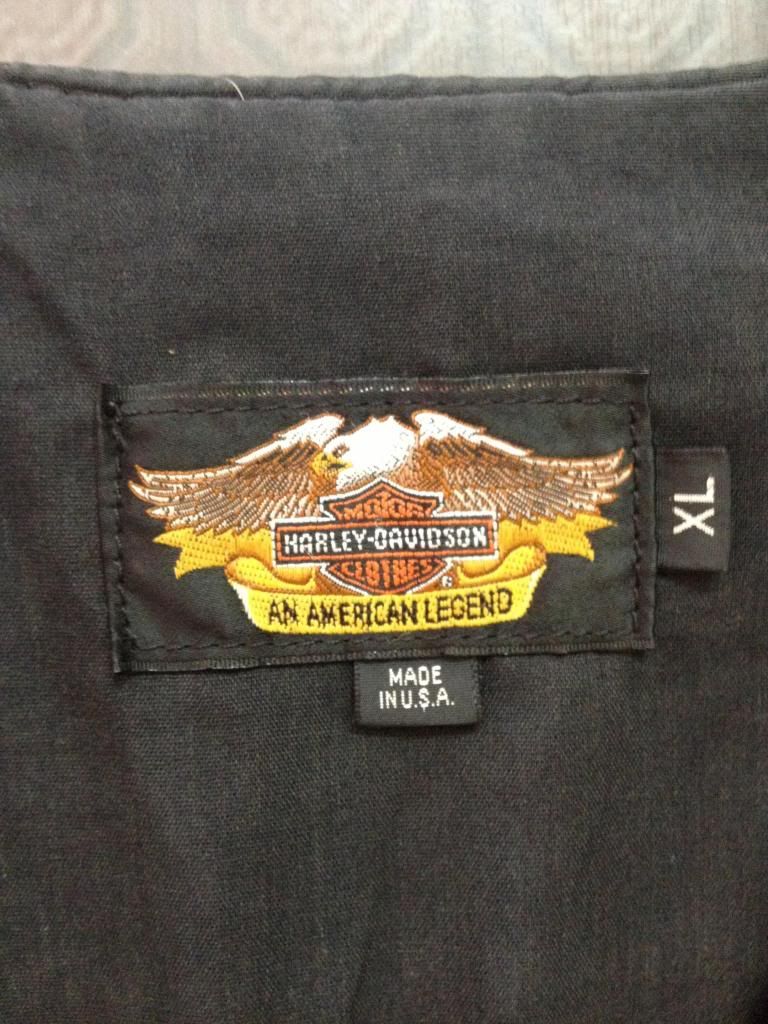 MOTOR
HARLEY-DAVIDSON
CLOTHES ®
AN AMERICAN LEGEND
XL
MADE
IN U.S.A.